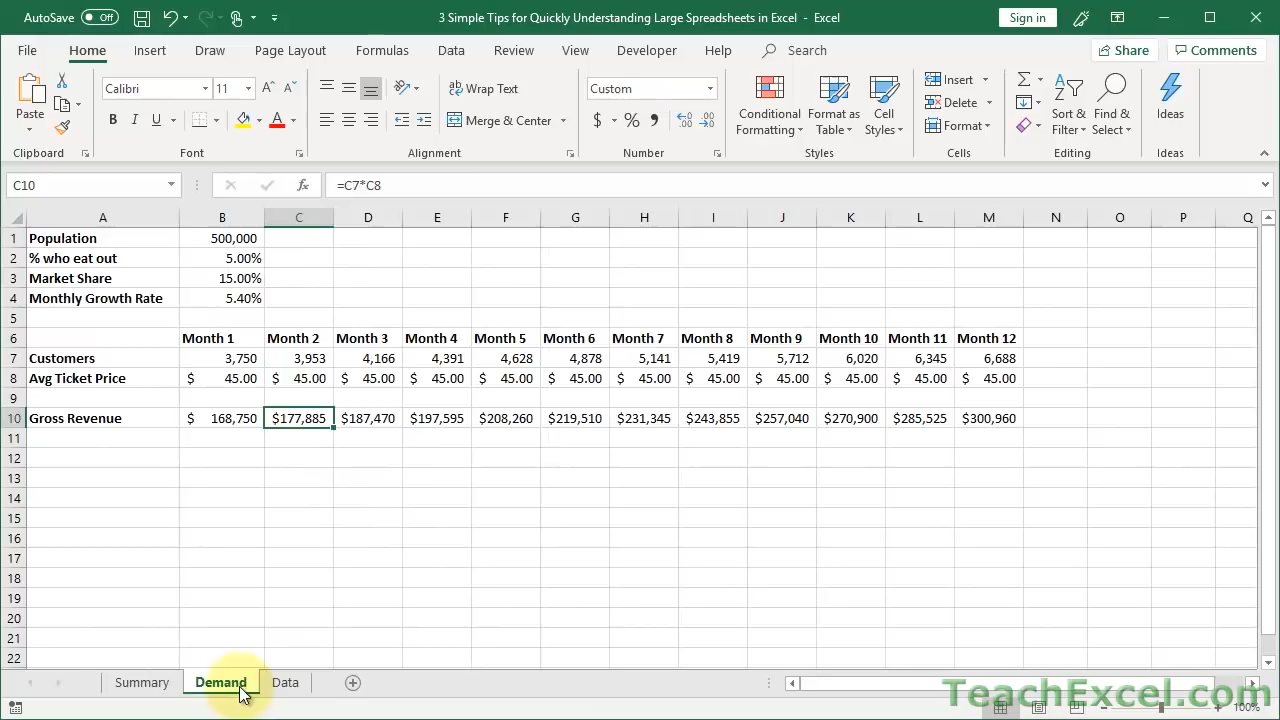 AutoSave Off 3 Simple Tips for Quickly Understanding Large Spreadsheets in Excel - Excel Sign in
File Home Insert Draw Page Layout Formulas Data Review View Developer Help Search Share Comments
Paste
Clipboard
Calibri 11
B I U A
Font
Wrap Text
Merge & Center
Alignment
Custom
$ % ,
Number
Conditional Formatting
Format as Table
Cell Styles
Styles
Insert
Delete
Format
Cells
Sort & Filter
Find & Select
Editing
Ideas
Ideas
C10 fx =C7*C8
A B C D E F G H I J K L M N O P Q
1 Population 500,000
2 % who eat out 5.00%
3 Market Share 15.00%
4 Monthly Growth Rate 5.40%
5
6 Month 1 Month 2 Month 3 Month 4 Month 5 Month 6 Month 7 Month 8 Month 9 Month 10 Month 11 Month 12
7 Customers 3,750 3,953 4,166 4,391 4,628 4,878 5,141 5,419 5,712 6,020 6,345 6,688
8 Avg Ticket Price $ 45.00 $ 45.00 $ 45.00 $ 45.00 $ 45.00 $ 45.00 $ 45.00 $ 45.00 $ 45.00 $ 45.00 $ 45.00 $ 45.00
9
10 Gross Revenue $ 168,750 $177,885 $187,470 $197,595 $208,260 $219,510 $231,345 $243,855 $257,040 $270,900 $285,525 $300,960
11
12
13
14
15
16
17
18
19
20
21
22
Summary Demand Data
TeachExcel.com
100%